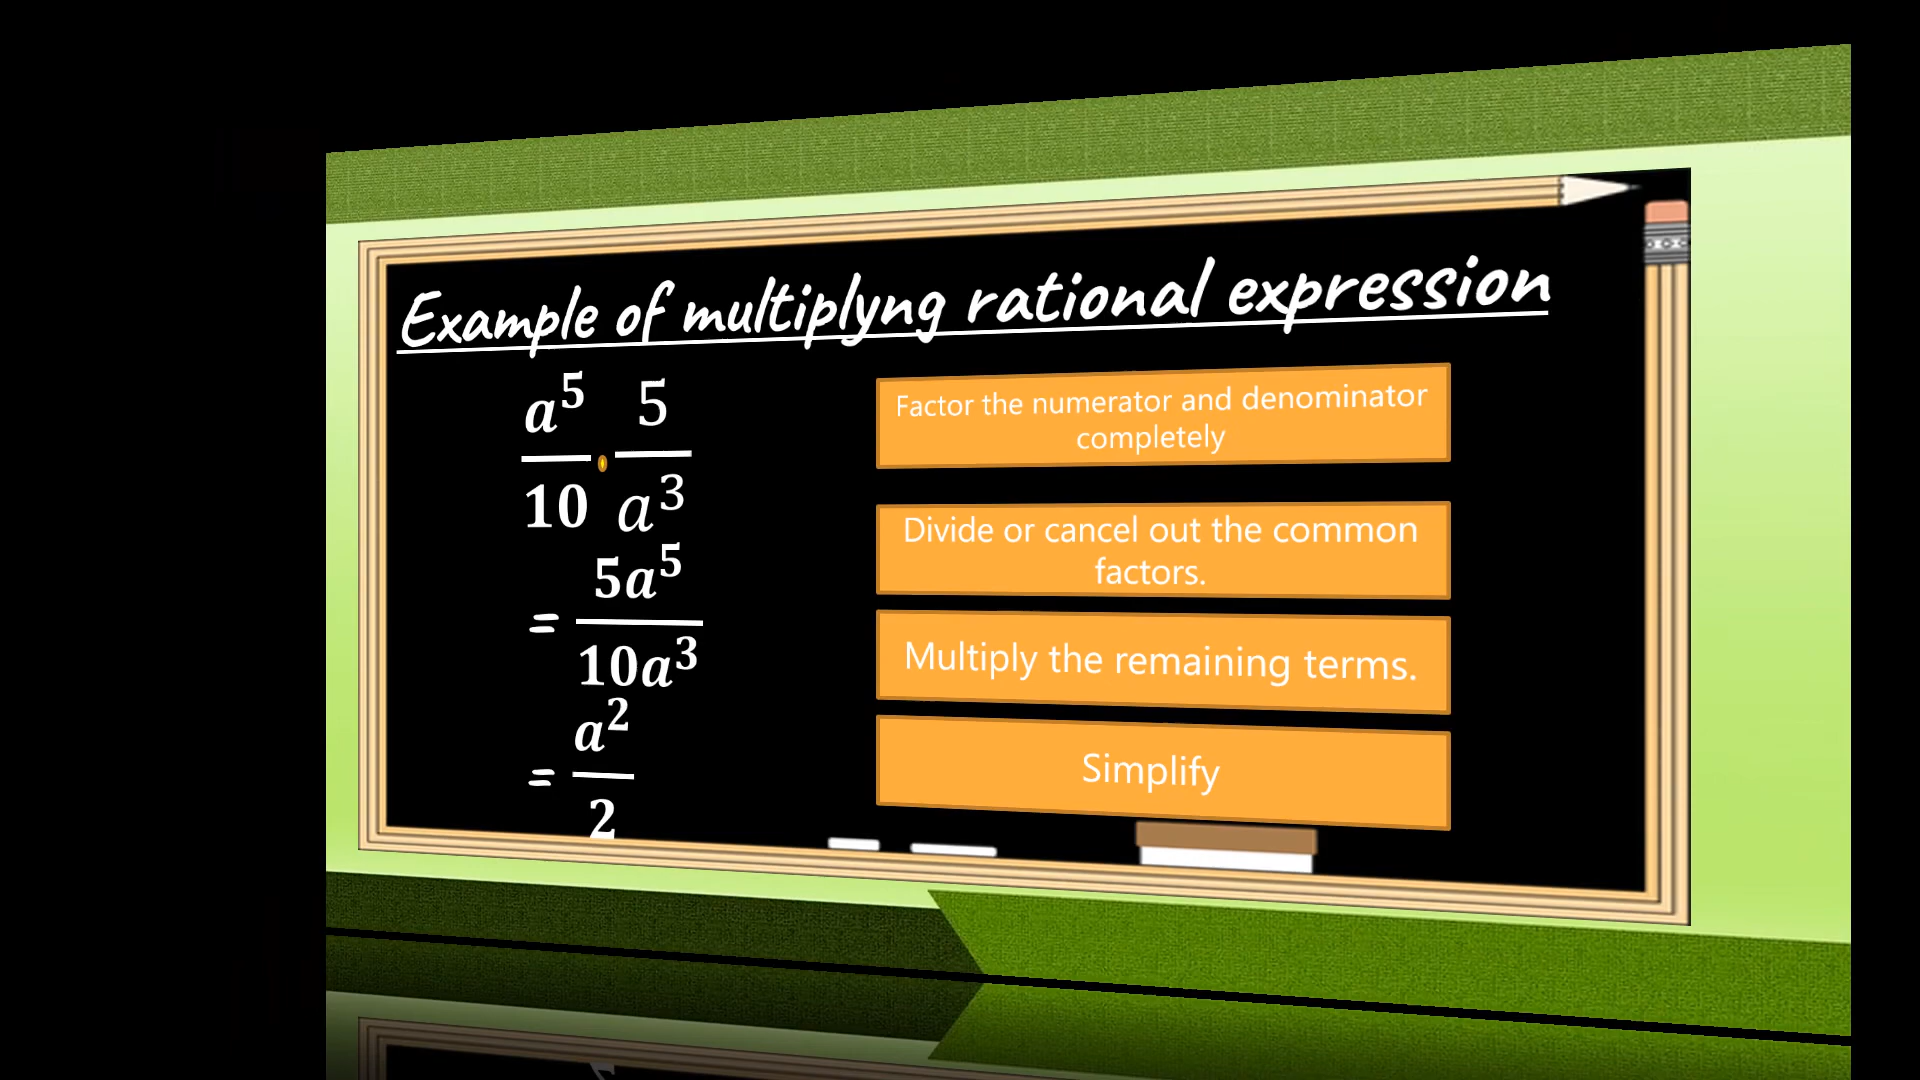 Example of multiplyng rational expression
a⁵/10 · 5/a³
= 5a⁵/10a³
= a²/2
Factor the numerator and denominator
completely
Divide or cancel out the common
factors.
Multiply the remaining terms.
Simplify